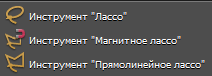 Инструмент "Лассо"
Инструмент "Магнитное лассо"
Инструмент "Прямолинейное лассо"